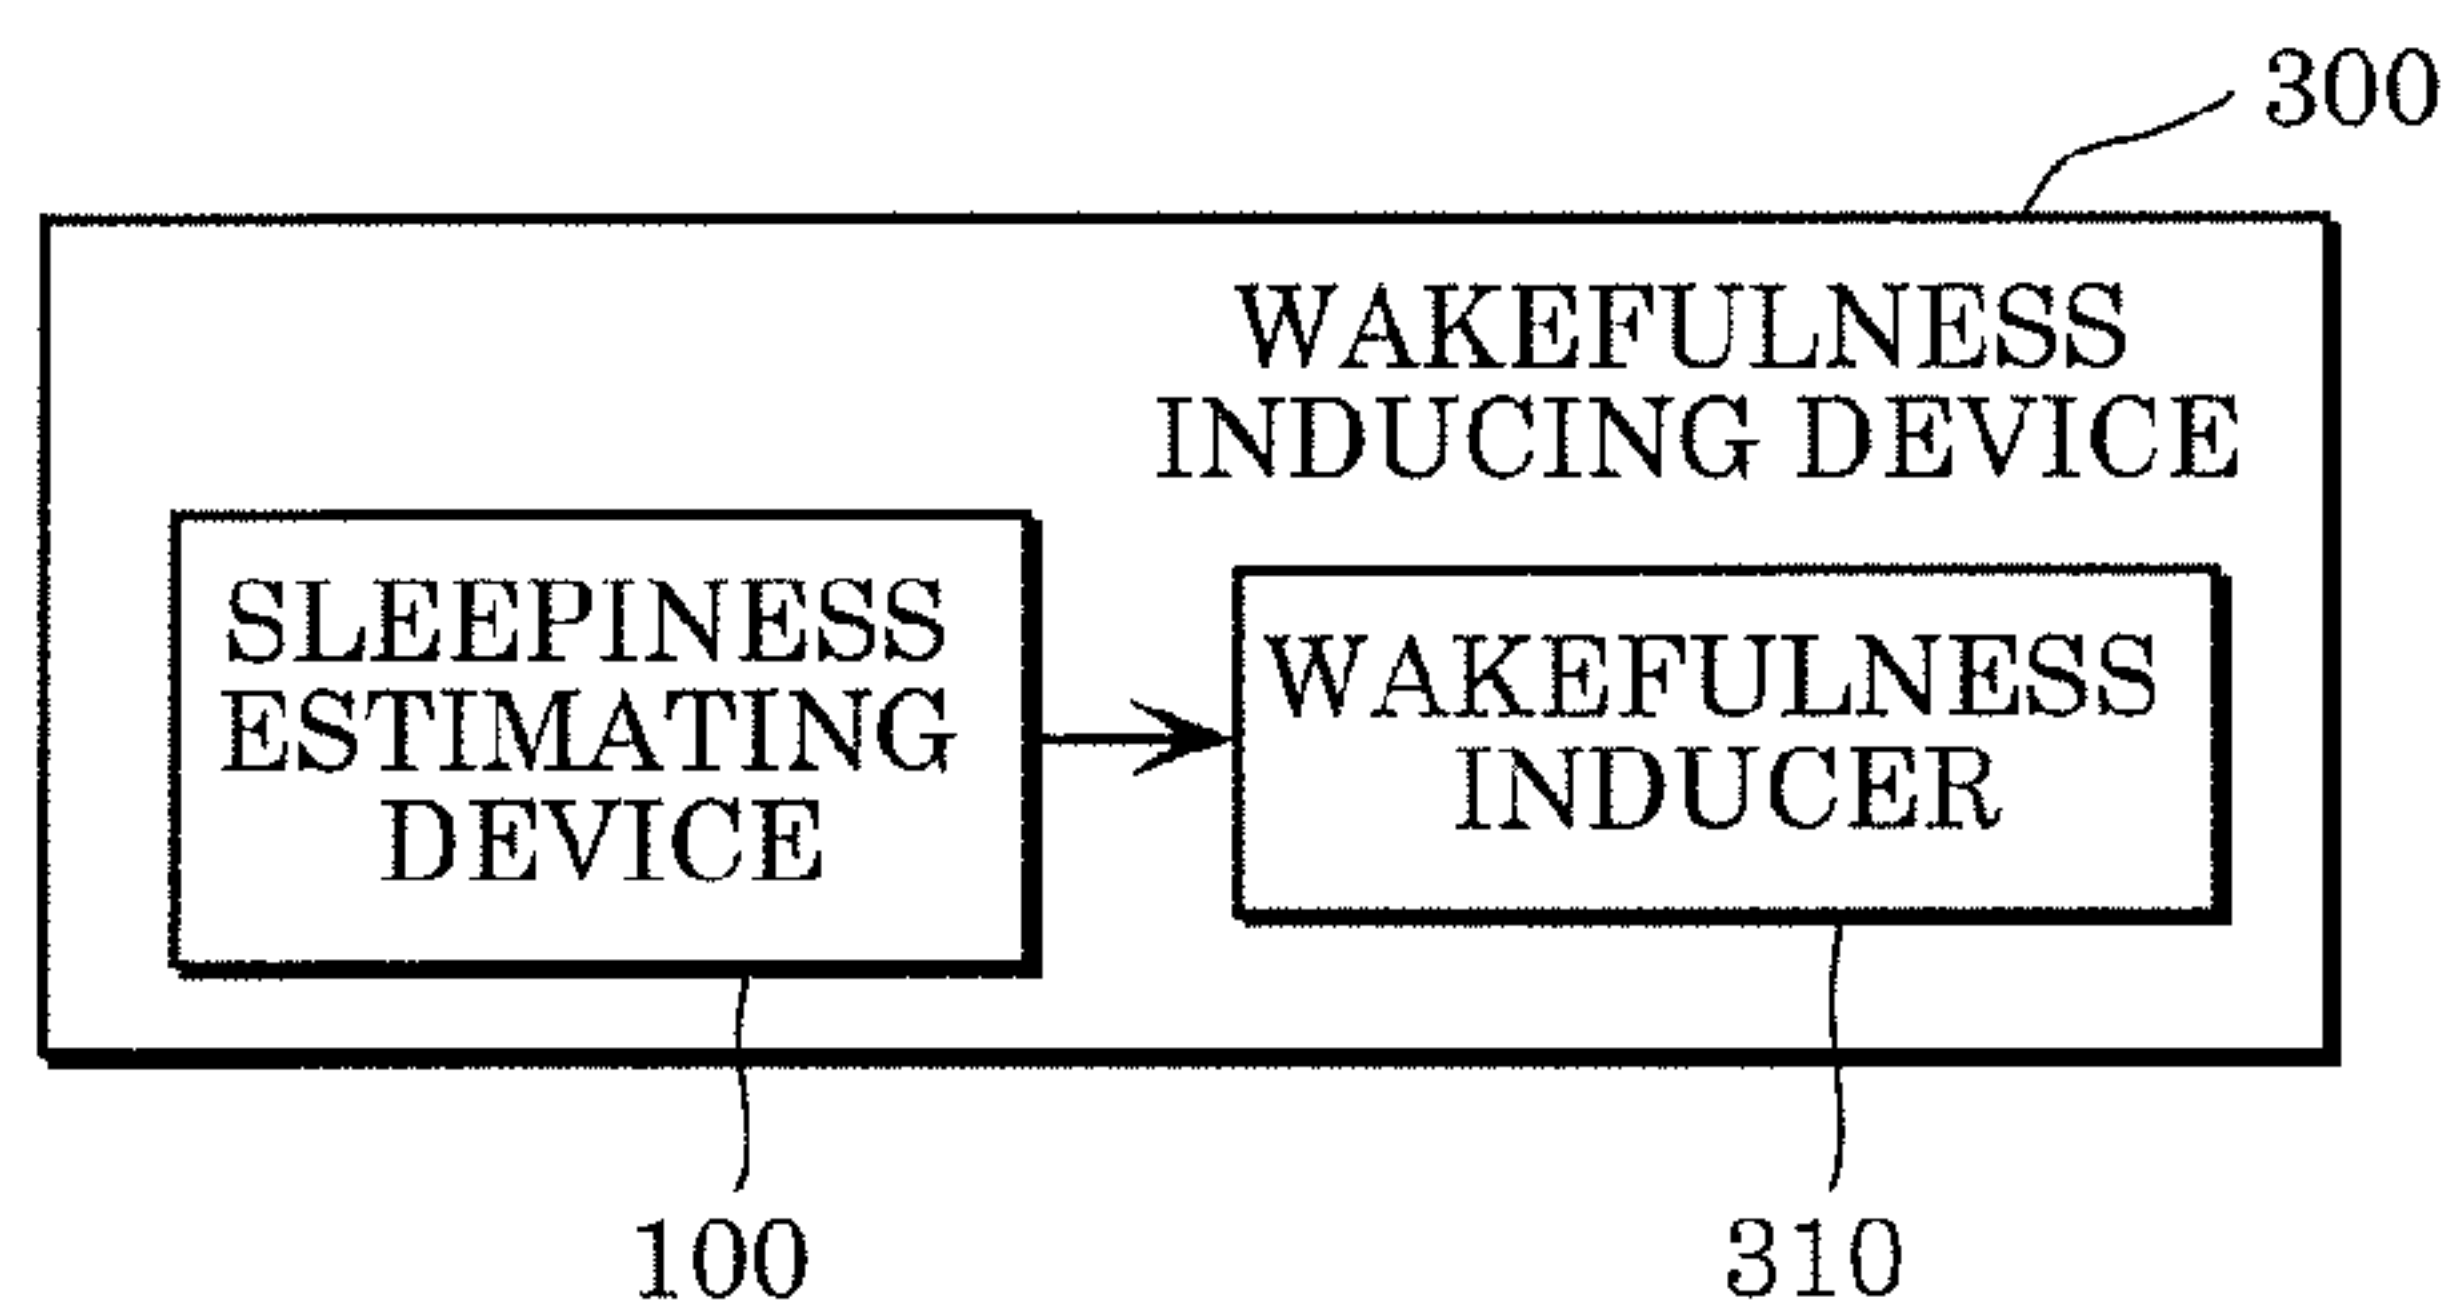 300
WAKEFULNESS
INDUCING DEVICE
SLEEPINESS
ESTIMATING
DEVICE
WAKEFULNESS
INDUCER
100
310